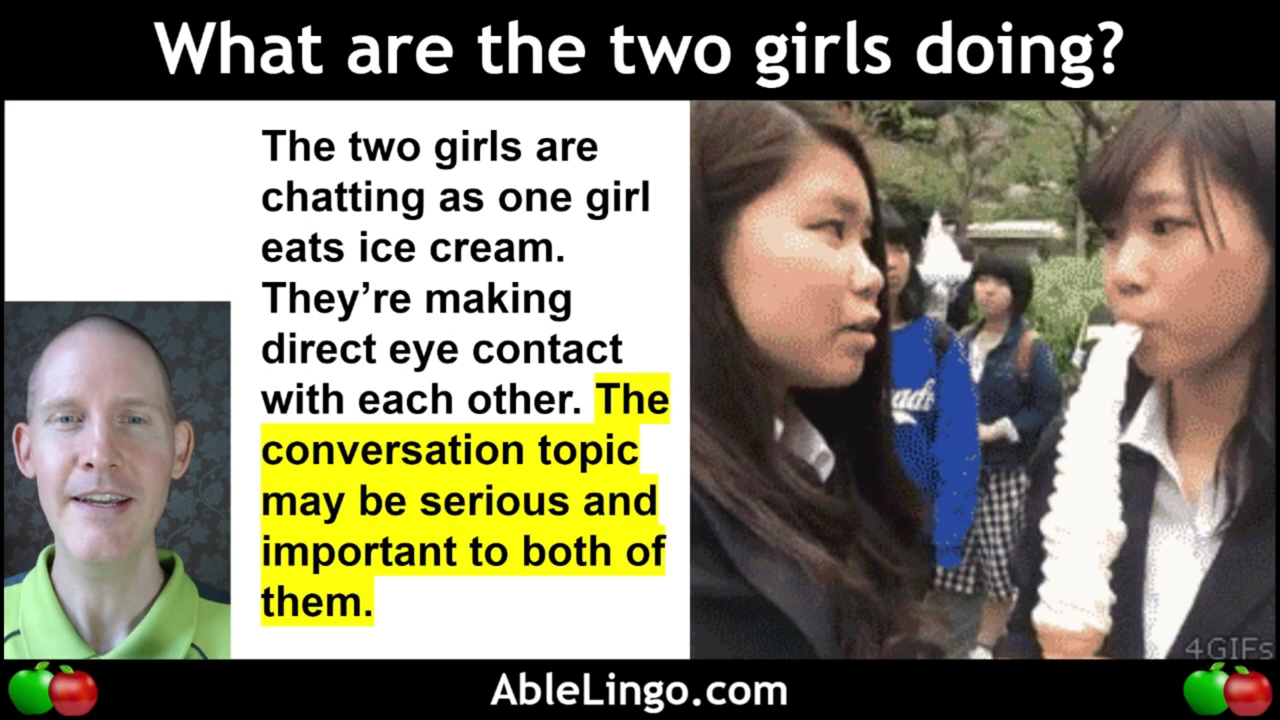 What are the two girls doing?
The two girls are
chatting as one girl
eats ice cream.
They’re making
direct eye contact
with each other. The
conversation topic
may be serious and
important to both of
them.
4GIFs
AbleLingo.com